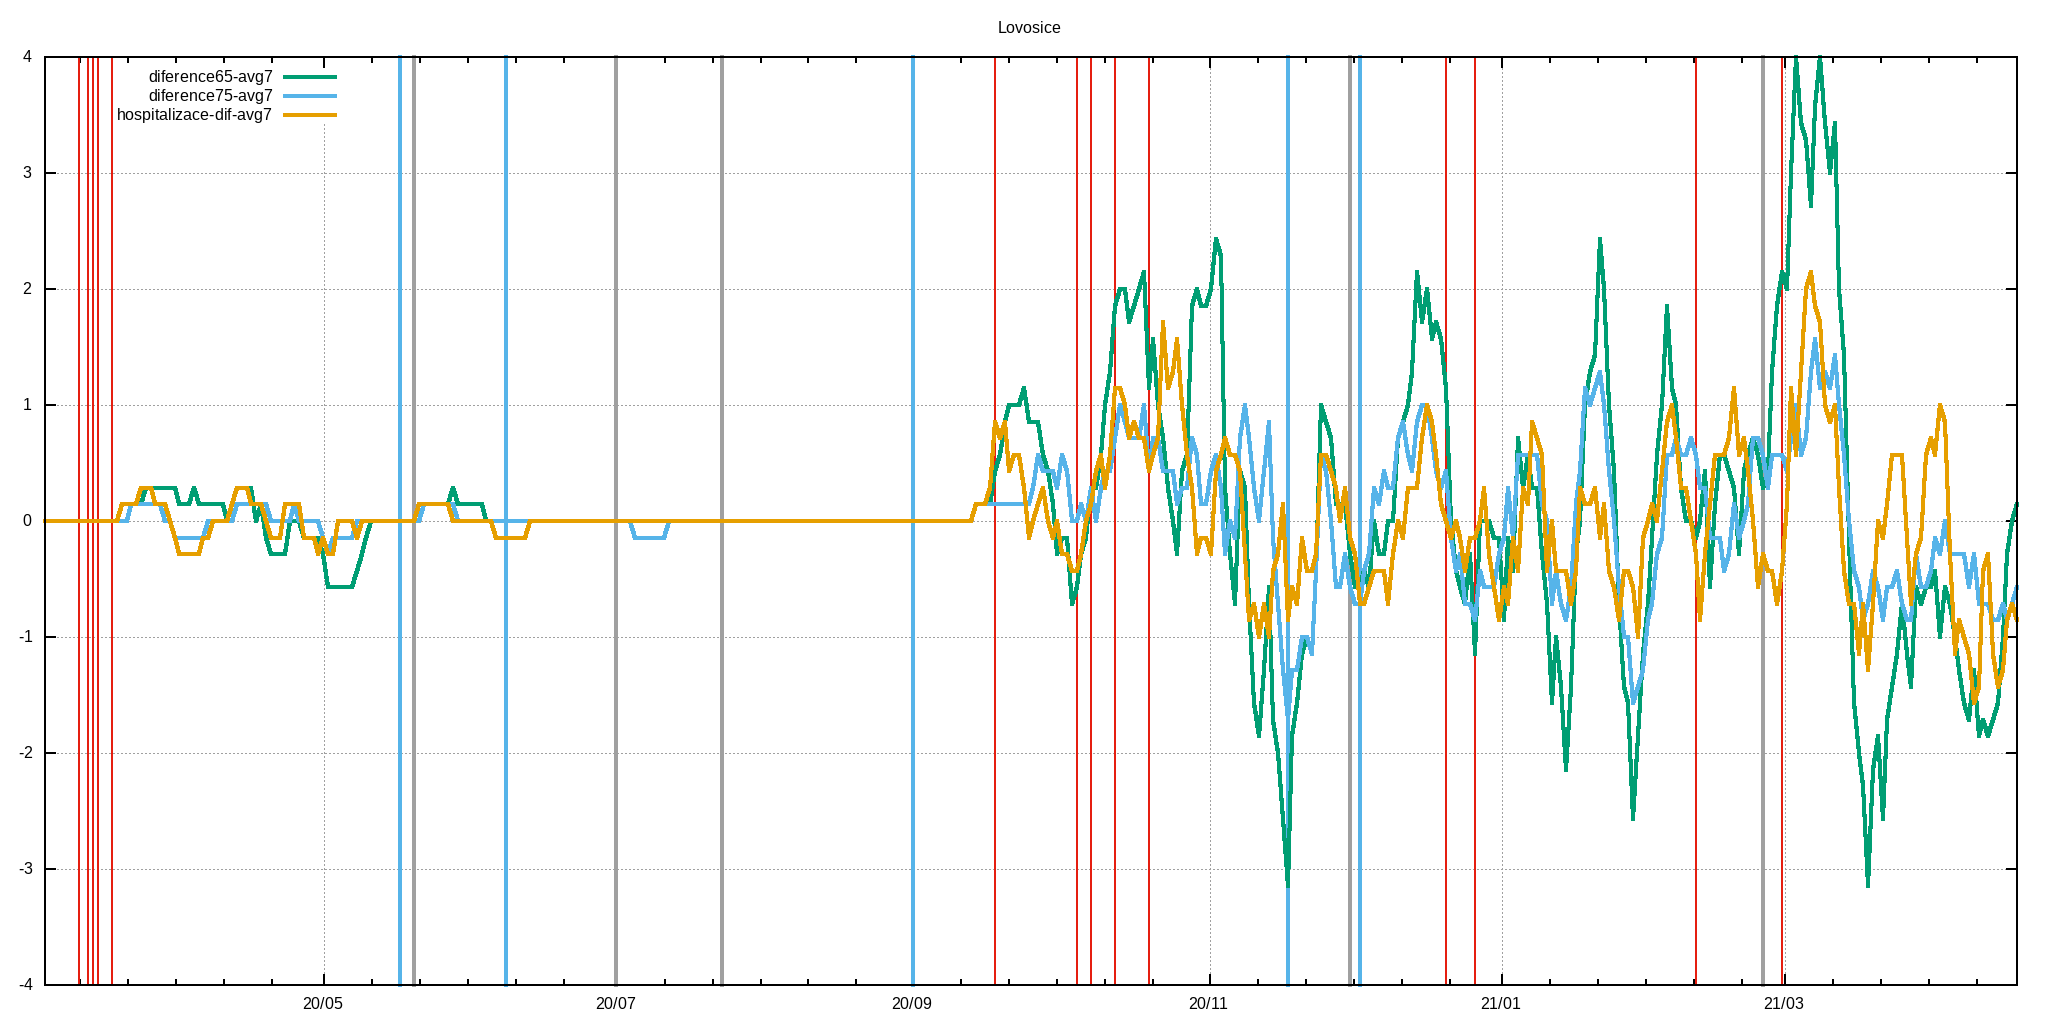 Lovosice
diference65-avg7
diference75-avg7
hospitalizace-dif-avg7
4
3
2
1
0
-1
-2
-3
-4
20/05 20/07 20/09 20/11 21/01 21/03